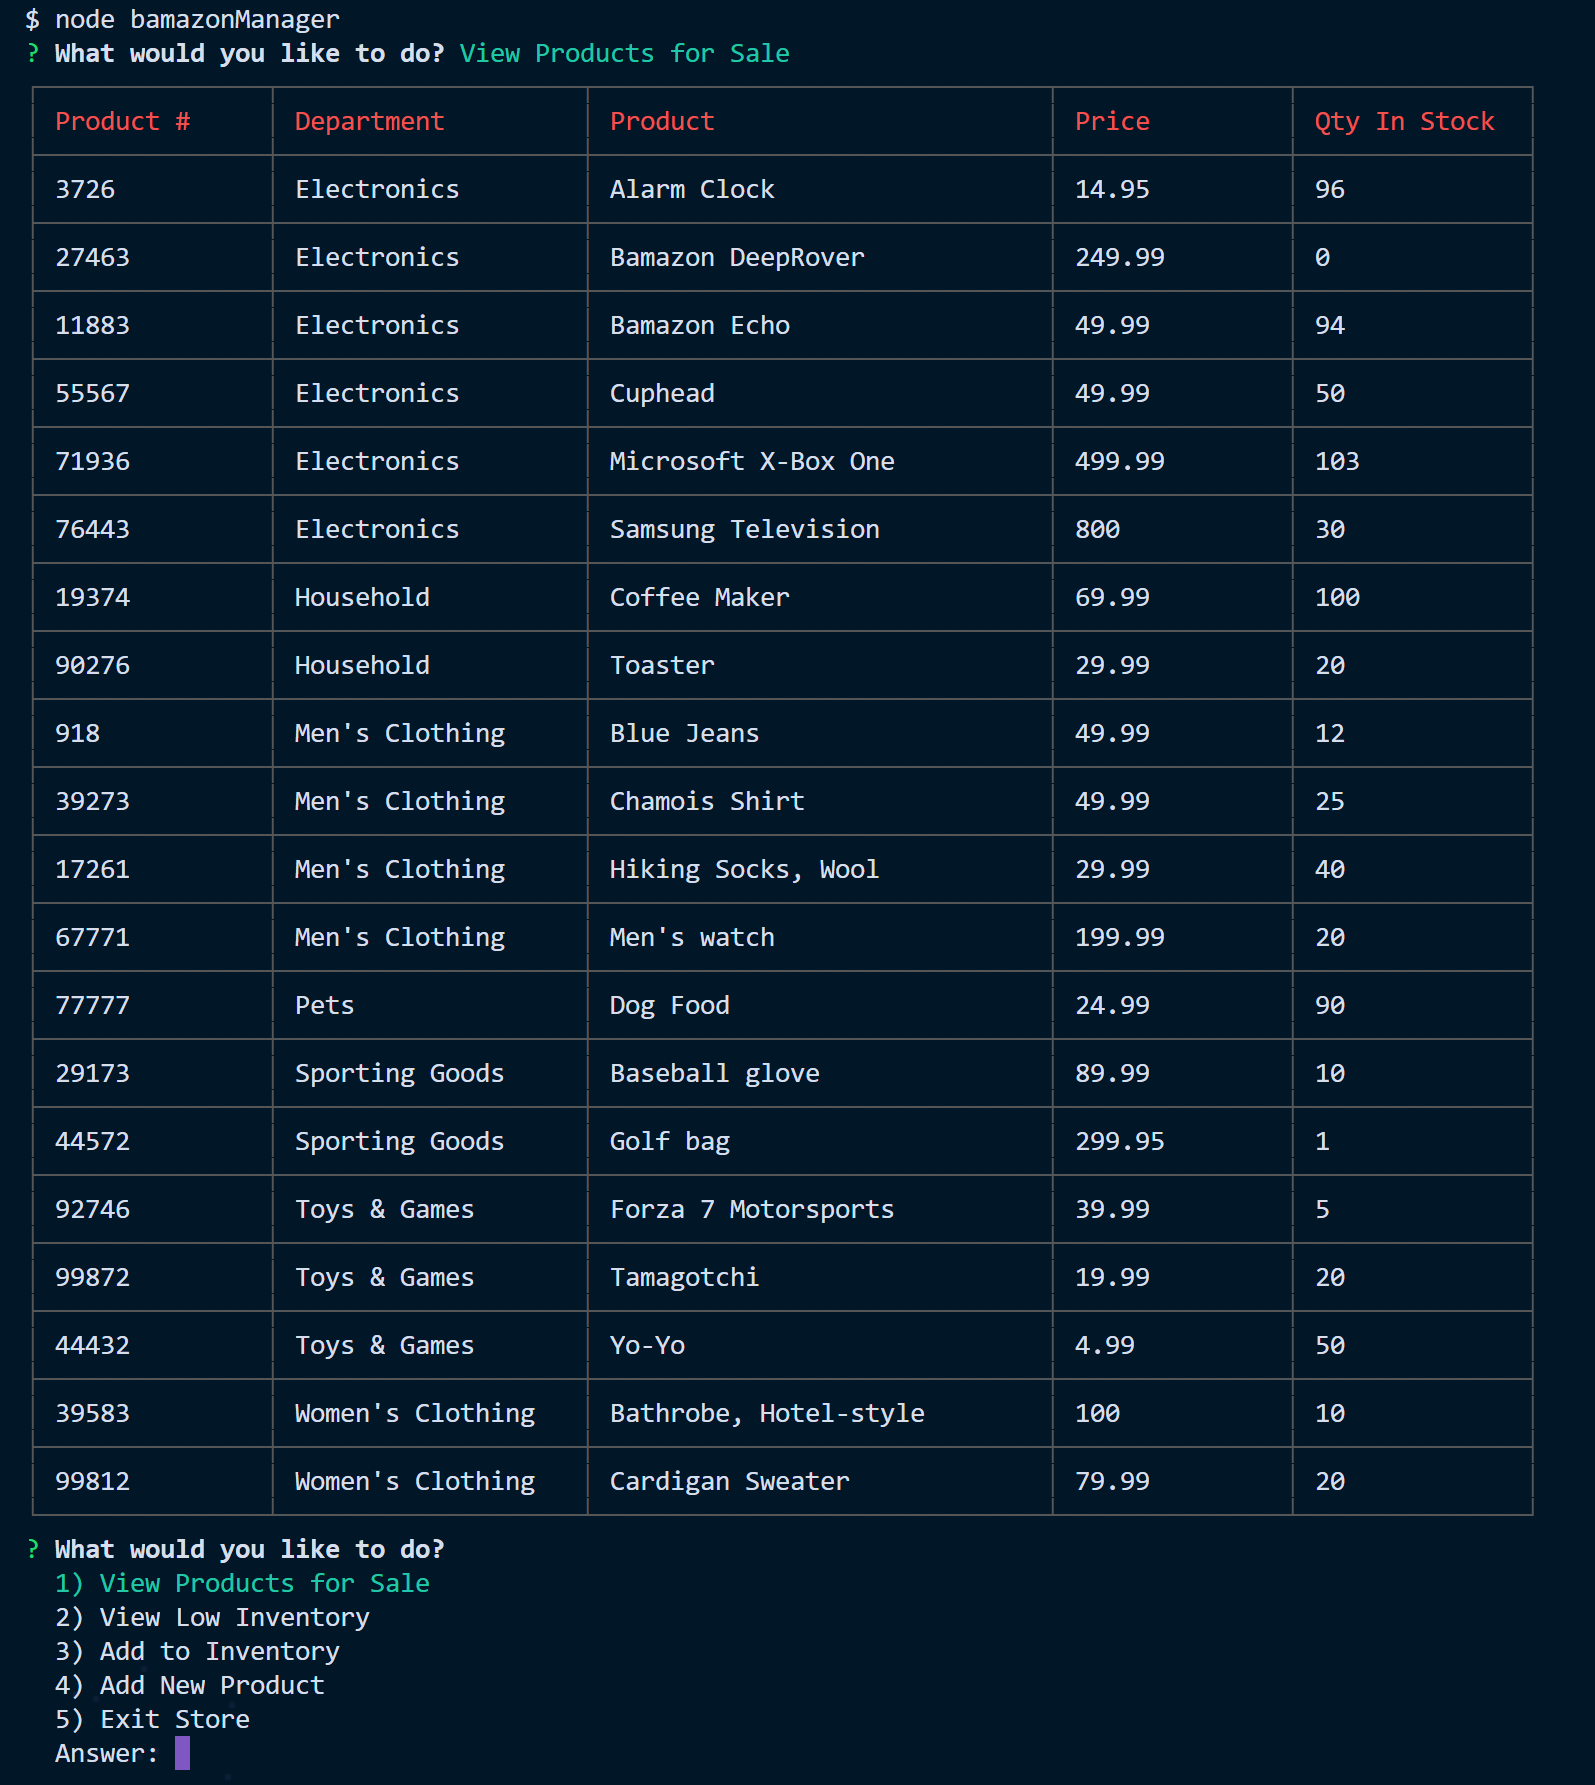 $ node bamazonManager
? What would you like to do? View Products for Sale
Product # Department Product Price Qty In Stock
3726 Electronics Alarm Clock 14.95 96
27463 Electronics Bamazon DeepRover 249.99 0
11883 Electronics Bamazon Echo 49.99 94
55567 Electronics Cuphead 49.99 50
71936 Electronics Microsoft X-Box One 499.99 103
76443 Electronics Samsung Television 800 30
19374 Household Coffee Maker 69.99 100
90276 Household Toaster 29.99 20
918 Men's Clothing Blue Jeans 49.99 12
39273 Men's Clothing Chamois Shirt 49.99 25
17261 Men's Clothing Hiking Socks, Wool 29.99 40
67771 Men's Clothing Men's watch 199.99 20
77777 Pets Dog Food 24.99 90
29173 Sporting Goods Baseball glove 89.99 10
44572 Sporting Goods Golf bag 299.95 1
92746 Toys & Games Forza 7 Motorsports 39.99 5
99872 Toys & Games Tamagotchi 19.99 20
44432 Toys & Games Yo-Yo 4.99 50
39583 Women's Clothing Bathrobe, Hotel-style 100 10
99812 Women's Clothing Cardigan Sweater 79.99 20
? What would you like to do?
1) View Products for Sale
2) View Low Inventory
3) Add to Inventory
4) Add New Product
5) Exit Store
Answer: